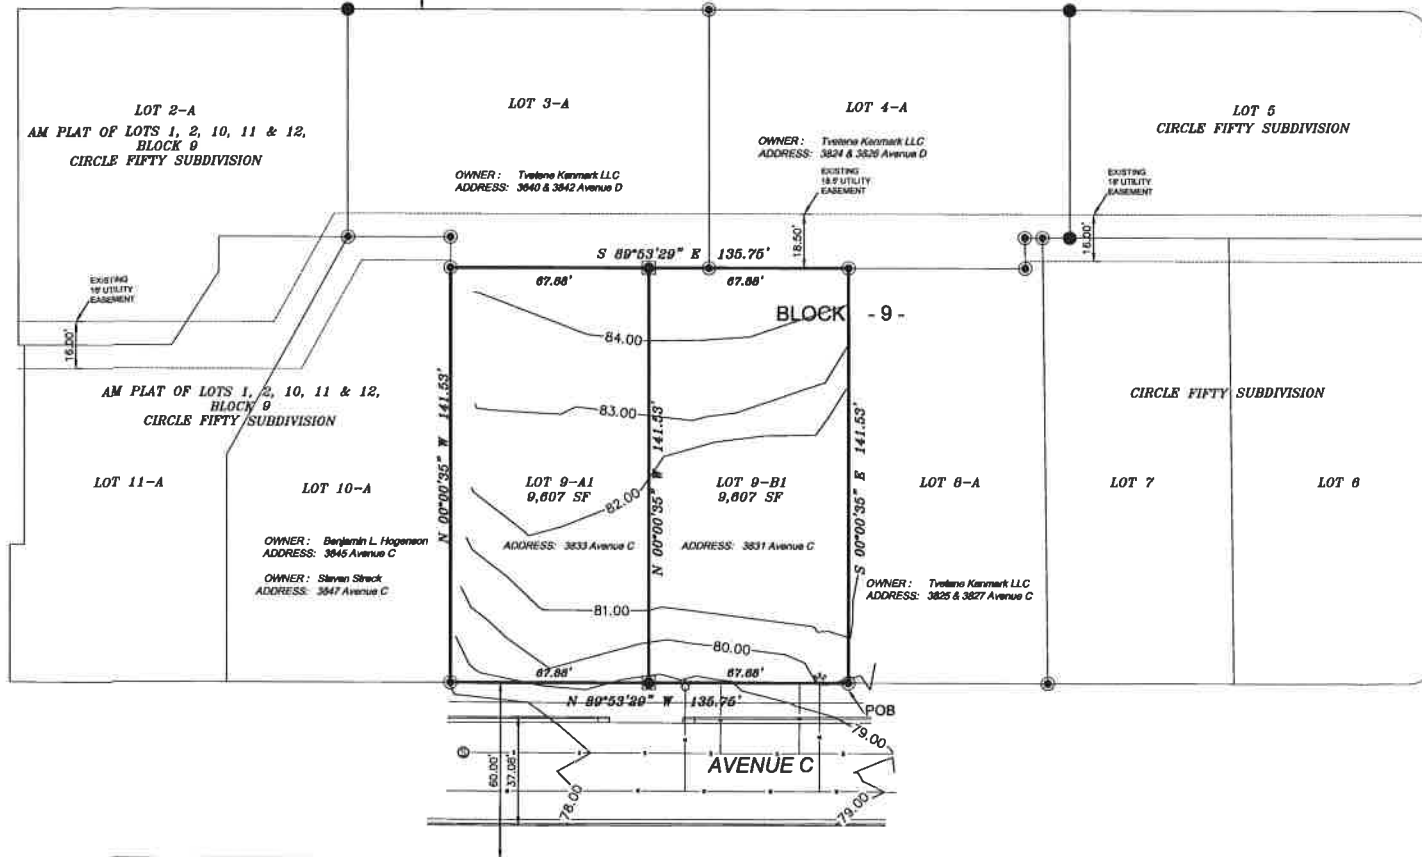 LOT 2-A
AM PLAT OF LOTS 1, 2, 10, 11 & 12,
BLOCK 9
CIRCLE FIFTY SUBDIVISION
LOT 3-A
OWNER: Tvetene Kenmark LLC
ADDRESS: 3640 & 3842 Avenue D
LOT 4-A
OWNER: Tvetene Kenmark LLC
ADDRESS: 3824 & 3826 Avenue D
EXISTING
18.5' UTILITY
EASEMENT
LOT 5
CIRCLE FIFTY SUBDIVISION
EXISTING
16' UTILITY
EASEMENT
18.50'
16.00'
S 89°53'29" E 135.75'
67.88'
67.88'
EXISTING
16' UTILITY
EASEMENT
16.00'
BLOCK - 9 -
84.00
83.00
82.00
81.00
80.00
AM PLAT OF LOTS 1, 2, 10, 11 & 12,
BLOCK 9
CIRCLE FIFTY SUBDIVISION
CIRCLE FIFTY SUBDIVISION
N 00°00'35" W 141.53'
N 00°00'35" W 141.53'
S 00°00'35" E 141.53'
LOT 11-A
LOT 10-A
OWNER: Benjamin L. Hogenson
ADDRESS: 3845 Avenue C
OWNER: Steven Streck
ADDRESS: 3847 Avenue C
LOT 9-A1
9,607 SF
ADDRESS: 3833 Avenue C
LOT 9-B1
9,607 SF
ADDRESS: 3831 Avenue C
LOT 8-A
OWNER: Tvetene Kenmark LLC
ADDRESS: 3825 & 3827 Avenue C
LOT 7
LOT 6
67.88'
67.88'
N 89°53'29" W 135.75'
POB
60.00'
37.08'
AVENUE C
78.00
79.00
79.00